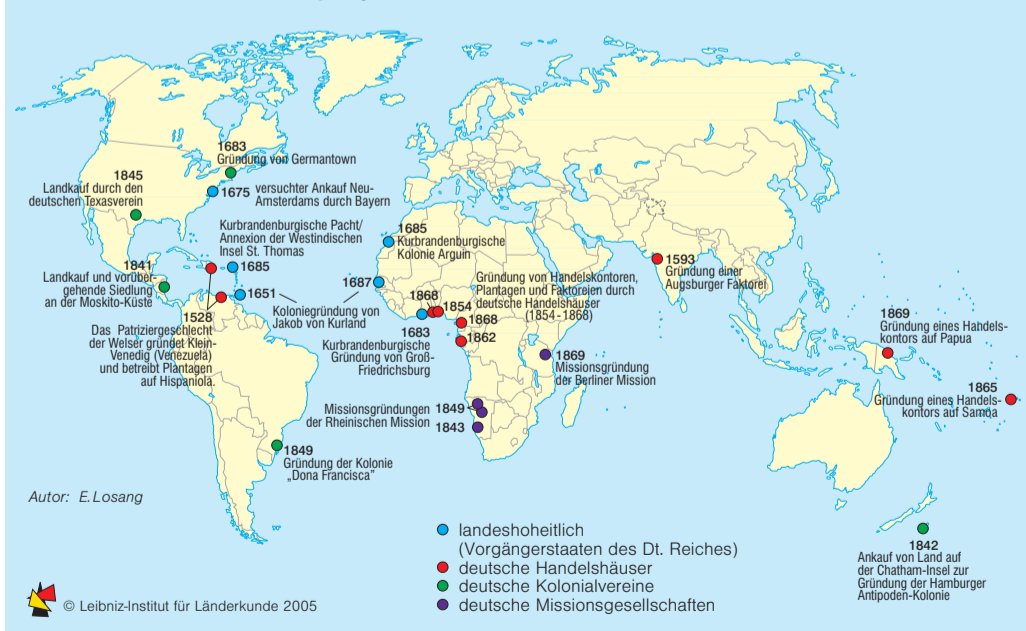 1683
Gründung von Germantown
1845
Landkauf durch den
deutschen Texasverein
1675 versuchter Ankauf Neu-
Amsterdams durch Bayern
Kurbrandenburgische Pacht/
Annexion der Westindischen
Insel St. Thomas
1685
1841
Landkauf und vorüber-
gehende Siedlung
an der Moskito-Küste
1651
Koloniegründung von
Jakob von Kurland
1687
1528
Das Patriziergeschlecht
der Welser gründet Klein-
Venedig (Venezuela)
und betreibt Plantagen
auf Hispaniola.
1685
Kurbrandenburgische
Kolonie Arguin
Gründung von Handelskontoren,
Plantagen und Faktoreien durch
deutsche Handelshäuser
(1854-1868)
1868
1854
1868
1862
1683
Kurbrandenburgische
Gründung von Groß-
Friedrichsburg
1593
Gründung einer
Augsburger Faktorei
1869
Missionsgründung
der Berliner Mission
Missionsgründungen
der Rheinischen Mission
1849
1843
1869
Gründung eines Handels-
kontors auf Papua
1865
Gründung eines Handels-
kontors auf Samoa
1849
Gründung der Kolonie
„Dona Francisca"
1842
Ankauf von Land auf
der Chatham-Insel zur
Gründung der Hamburger
Antipoden-Kolonie
Autor: E. Losang
landeshoheitlich
(Vorgängerstaaten des Dt. Reiches)
deutsche Handelshäuser
deutsche Kolonialvereine
deutsche Missionsgesellschaften
© Leibniz-Institut für Länderkunde 2005